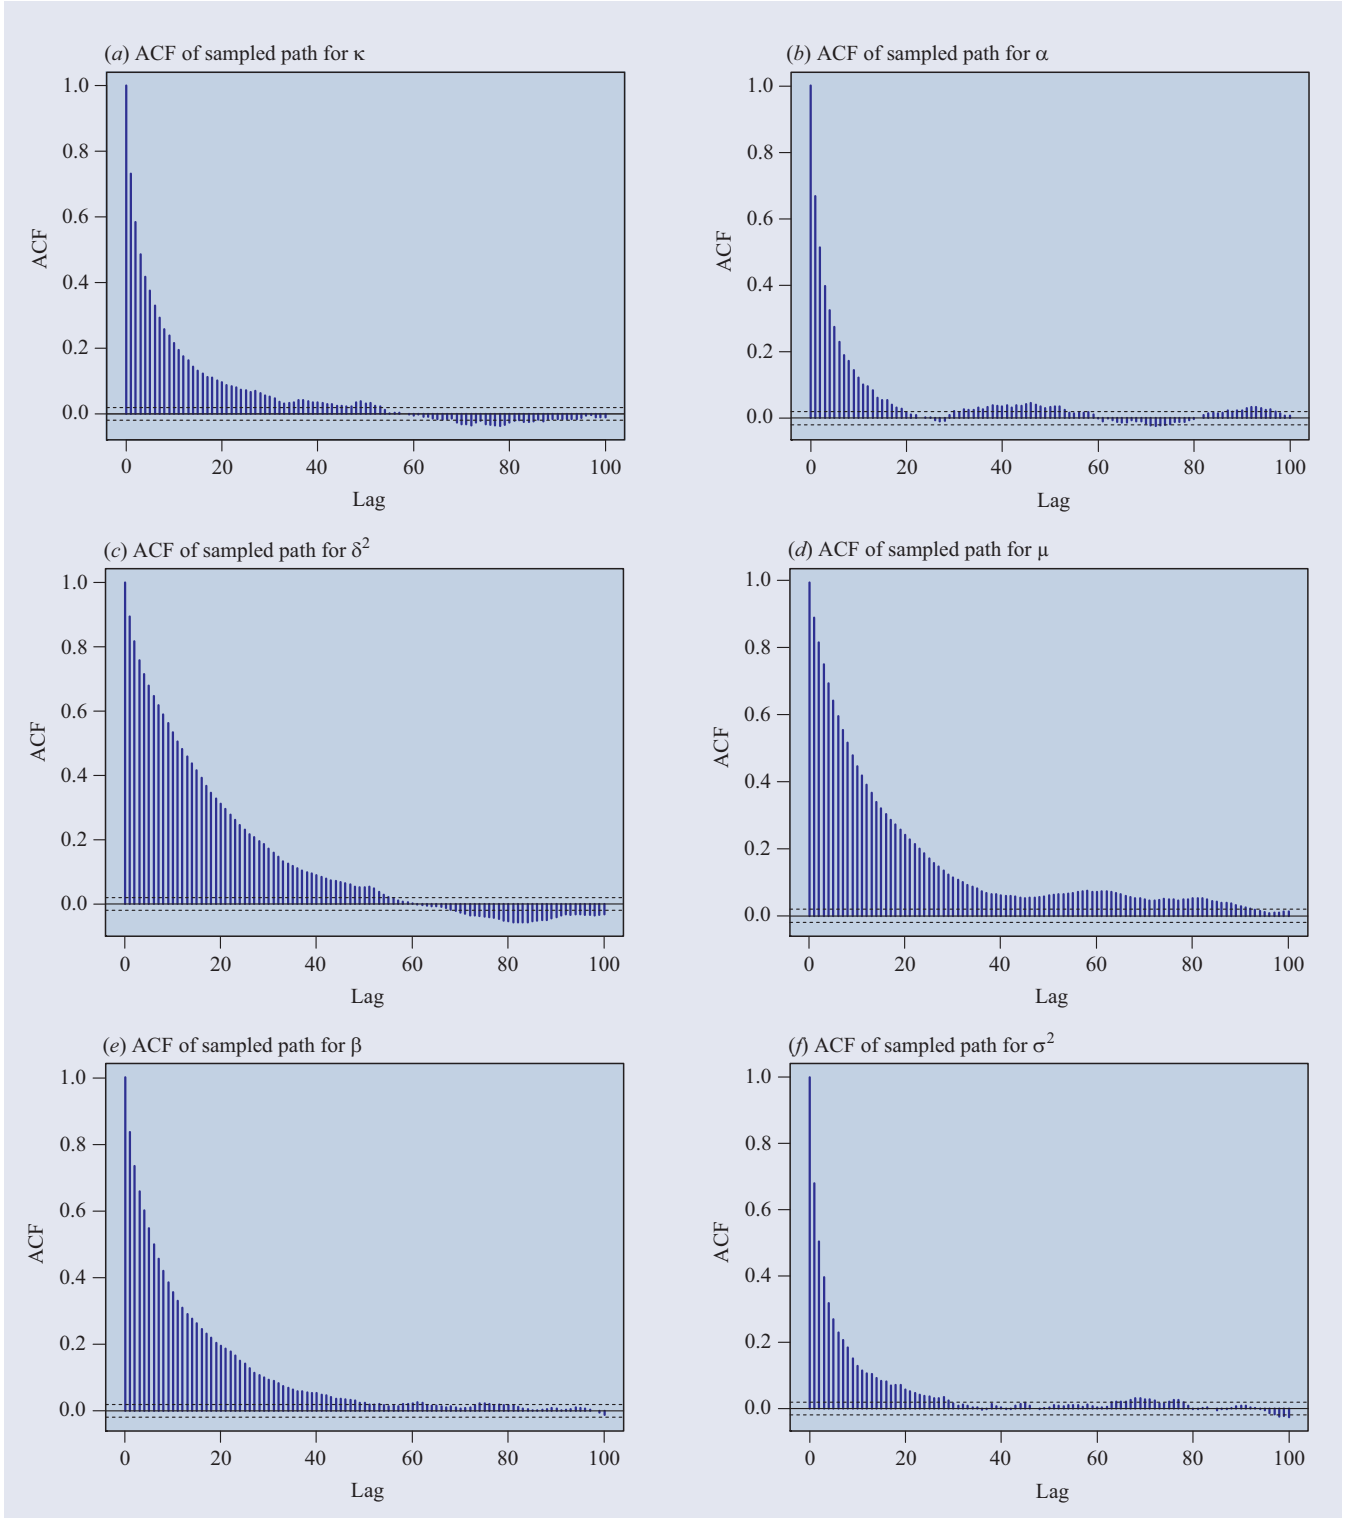 (a) ACF of sampled path for κ
1.0
0.8
0.6
0.4
0.2
0.0
ACF
0 20 40 60 80 100
Lag
(b) ACF of sampled path for α
1.0
0.8
0.6
0.4
0.2
0.0
ACF
0 20 40 60 80 100
Lag
(c) ACF of sampled path for δ²
1.0
0.8
0.6
0.4
0.2
0.0
ACF
0 20 40 60 80 100
Lag
(d) ACF of sampled path for μ
1.0
0.8
0.6
0.4
0.2
0.0
ACF
0 20 40 60 80 100
Lag
(e) ACF of sampled path for β
1.0
0.8
0.6
0.4
0.2
0.0
ACF
0 20 40 60 80 100
Lag
(f) ACF of sampled path for σ²
1.0
0.8
0.6
0.4
0.2
0.0
ACF
0 20 40 60 80 100
Lag